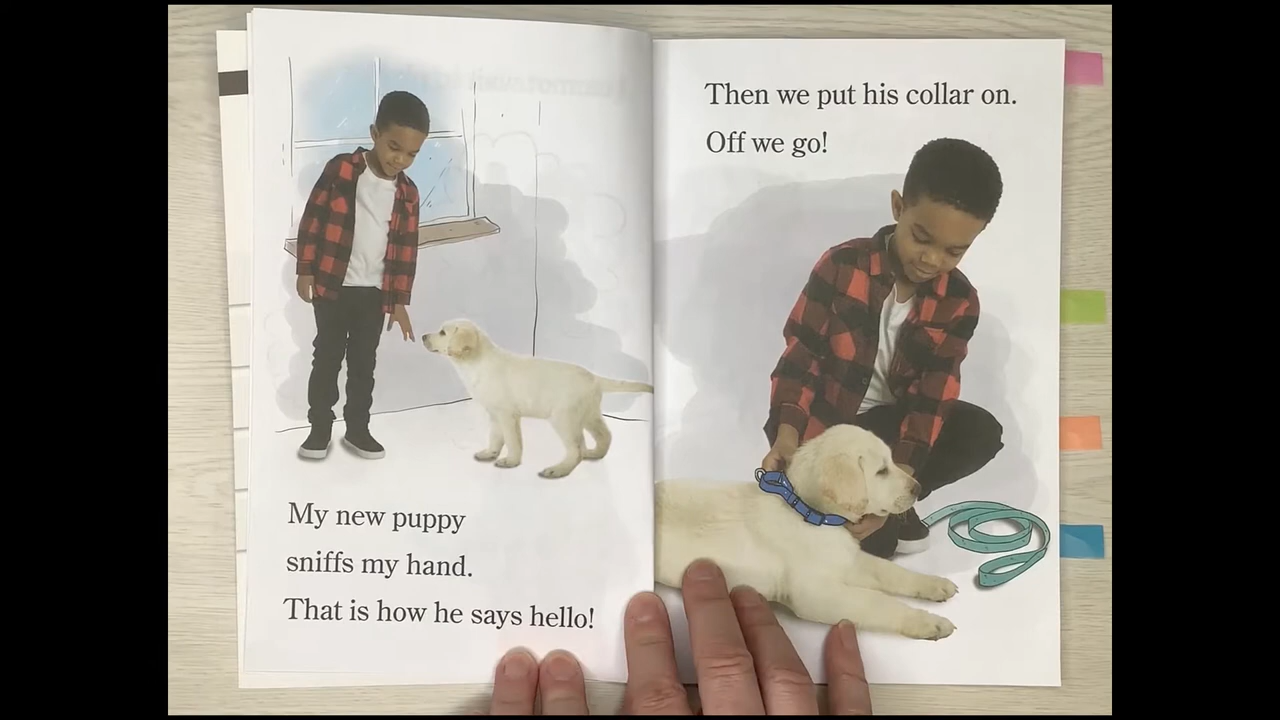 My new puppy
sniffs my hand.
That is how he says hello!
Then we put his collar on.
Off we go!